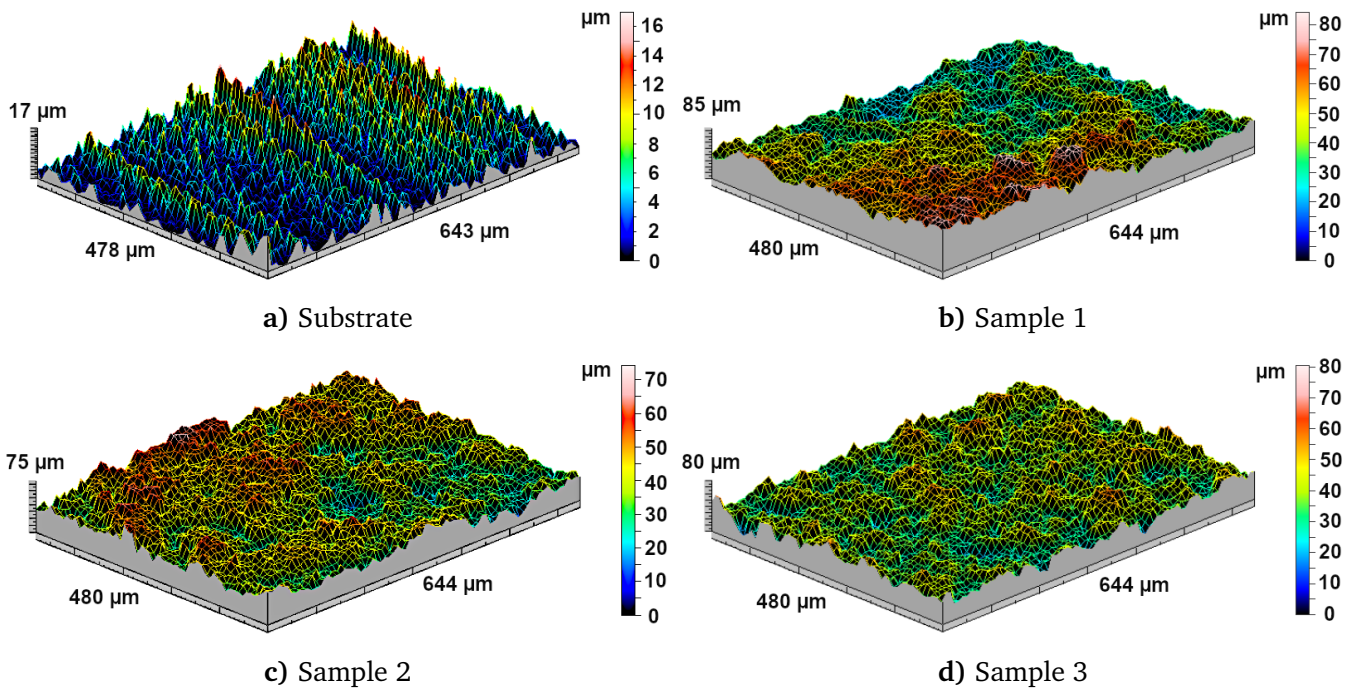 µm
16
14
12
10
8
6
4
2
0
17 µm
478 µm
643 µm
a) Substrate
µm
80
70
60
50
40
30
20
10
0
85 µm
480 µm
644 µm
b) Sample 1
µm
70
60
50
40
30
20
10
0
75 µm
480 µm
644 µm
c) Sample 2
µm
80
70
60
50
40
30
20
10
0
80 µm
480 µm
644 µm
d) Sample 3